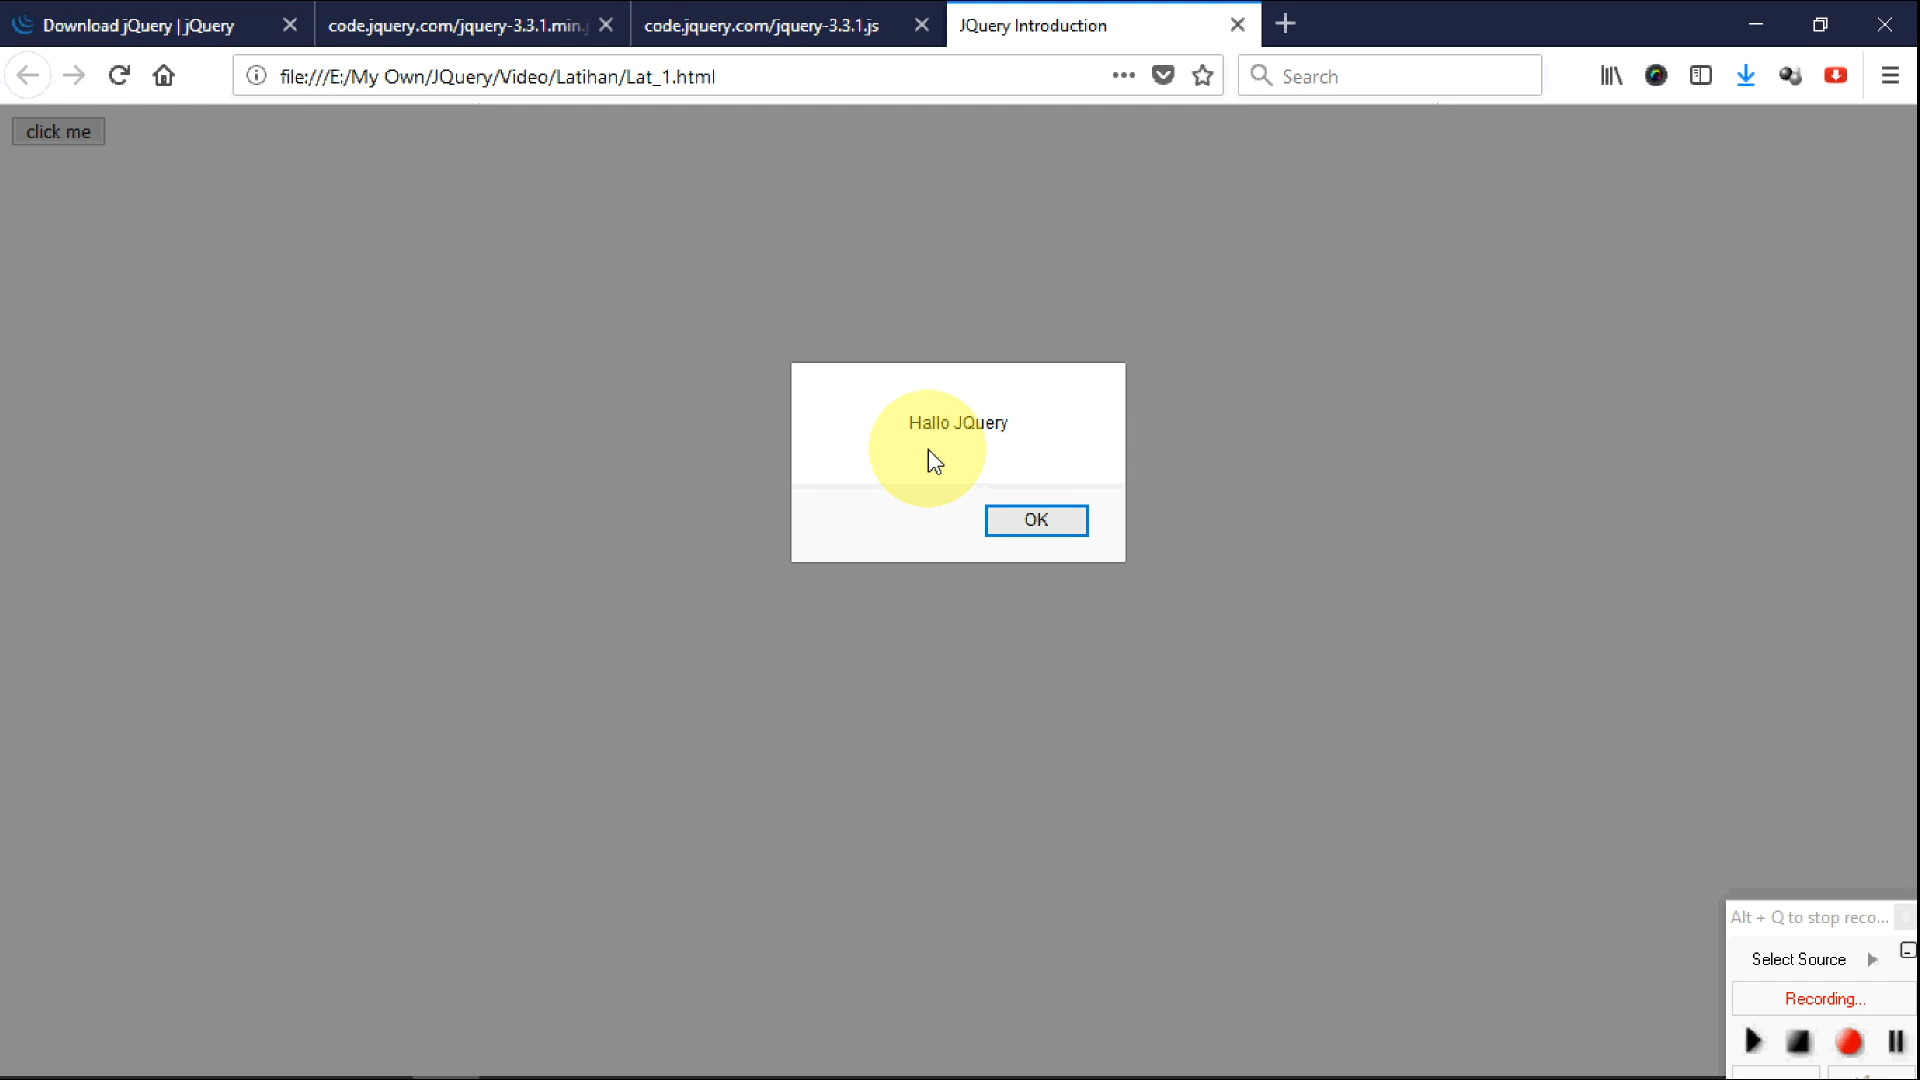 Download jQuery | jQuery
code.jquery.com/jquery-3.3.1.min.j
code.jquery.com/jquery-3.3.1.js
JQuery Introduction
file:///E:/My Own/JQuery/Video/Latihan/Lat_1.html
Search
click me
Hallo JQuery
OK
Alt + Q to stop reco...
Select Source
Recording...